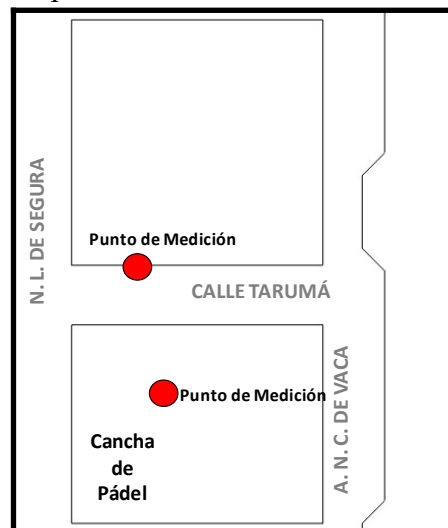 N. L. DE SEGURA
Punto de Medición
CALLE TARUMÁ
Punto de Medición
A. N. C. DE VACA
Cancha
de
Pádel